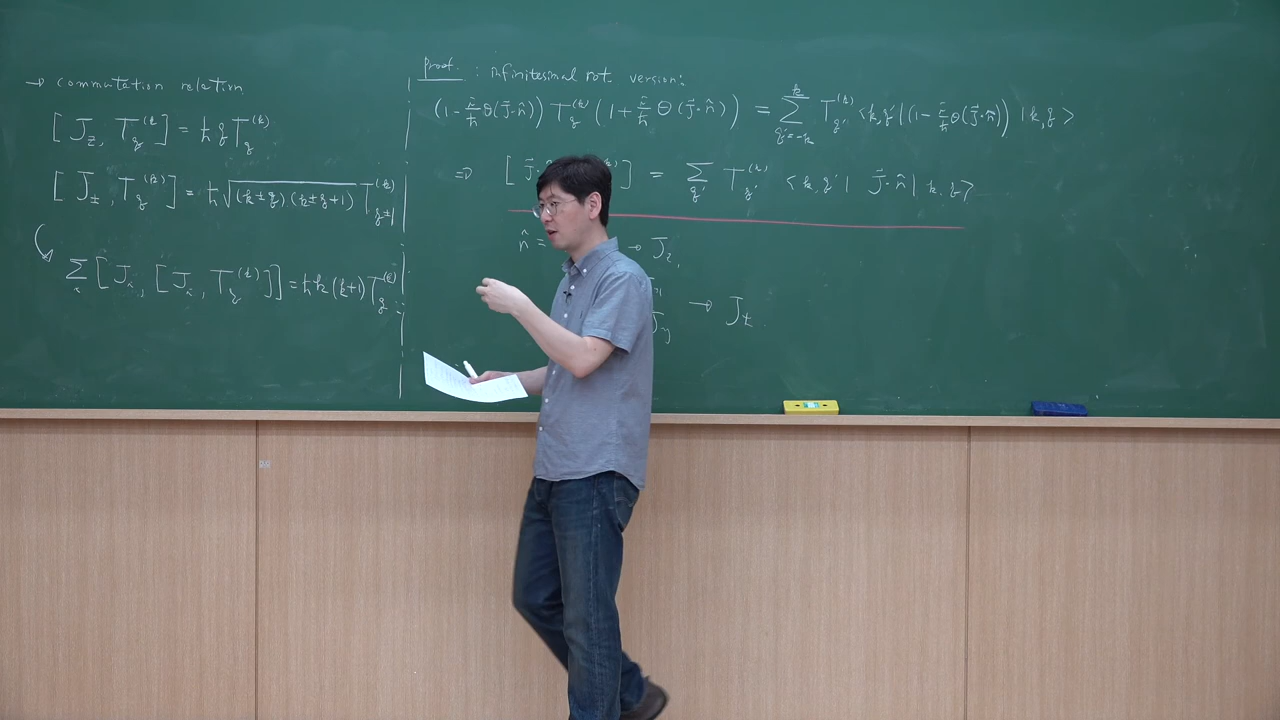 → commutation relation
[J_z, T_q^(k)] = ħ q T_q^(k)
[J_±, T_q^(k)] = ħ √((k±q)(k±q+1)) T_{q±1}^(k)
Σ_i [J_i, [J_i, T_q^(k)]] = ħ k(k+1) T_q^(k)
Proof : infinitesimal rot. version:
(1 - i/ħ θ(J⃗·n̂)) T_q^(k) (1 + i/ħ θ(J⃗·n̂)) = Σ_{q'=-k}^{k} T_{q'}^(k) <k,q'|(1 - i/ħ θ(J⃗·n̂))|k,q>
⇒ [J⃗· ] = Σ_{q'} T_{q'}^(k) <k,q'| J⃗·n̂ |k,q>
n̂ = → J_z,
→ J_±